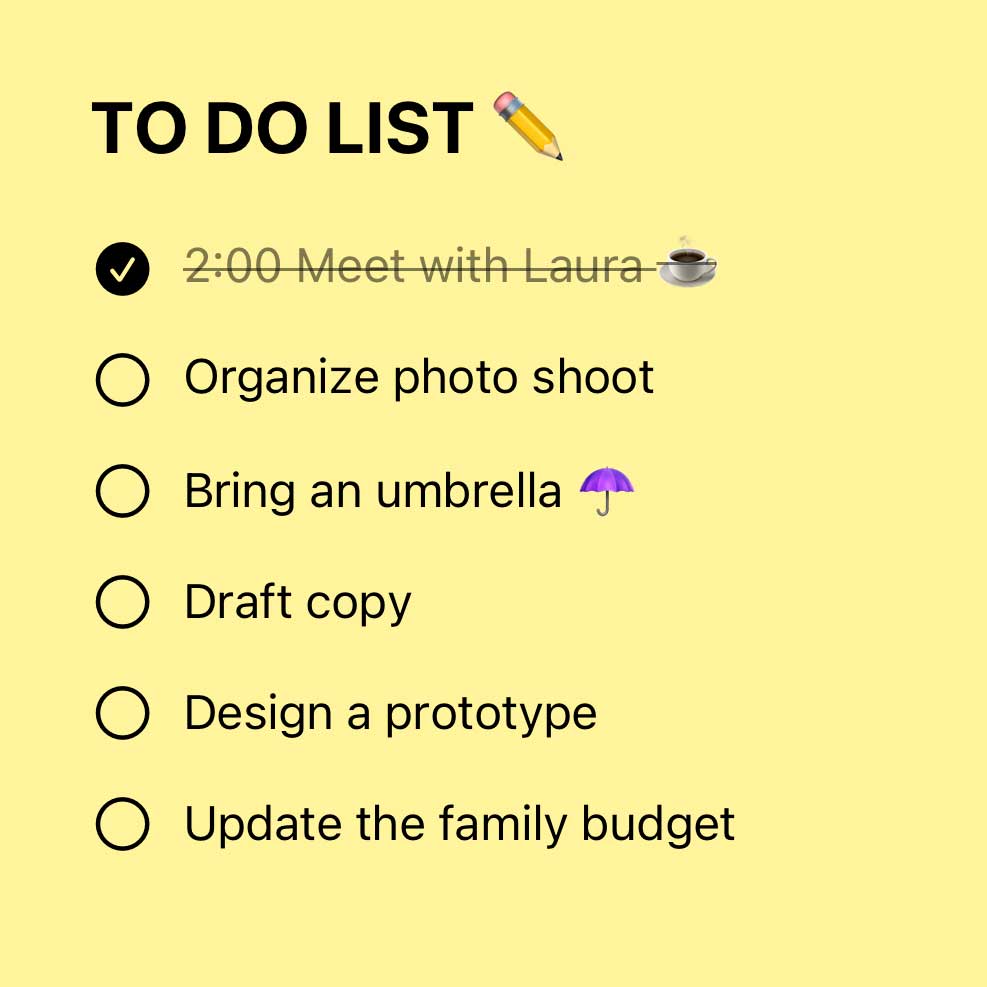 TO DO LIST ✏️
2:00 Meet with Laura ☕
Organize photo shoot
Bring an umbrella ☂️
Draft copy
Design a prototype
Update the family budget